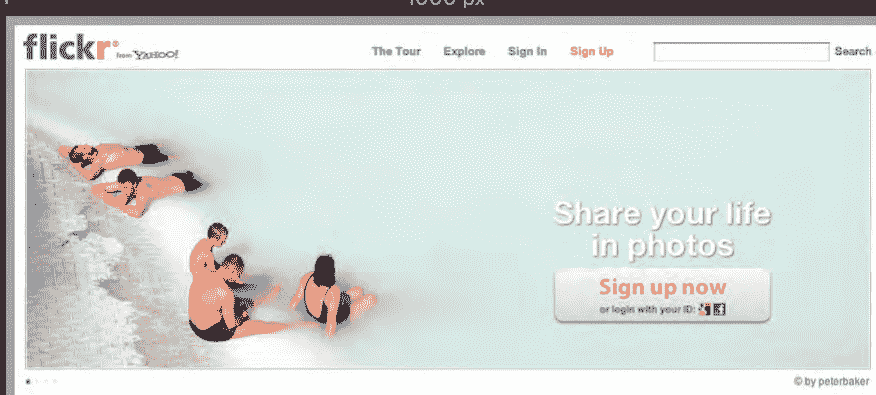 1000 px
flickr® from YAHOO!
The Tour Explore Sign In Sign Up Search
Share your life
in photos
Sign up now
or login with your ID:
© by peterbaker